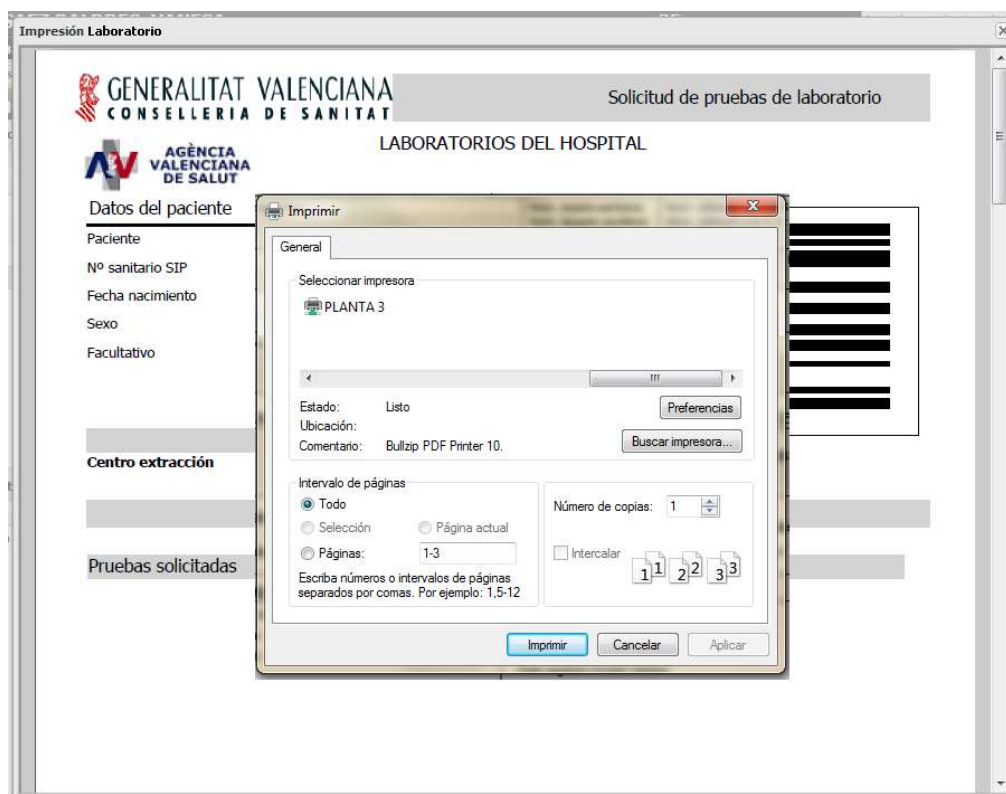 Impresión Laboratorio
GENERALITAT VALENCIANA
CONSELLERIA DE SANITAT
Solicitud de pruebas de laboratorio
LABORATORIOS DEL HOSPITAL
AGÈNCIA
VALENCIANA
DE SALUT
Datos del paciente
Paciente
Nº sanitario SIP
Fecha nacimiento
Sexo
Facultativo
Centro extracción
Pruebas solicitadas
Imprimir
General
Seleccionar impresora
PLANTA 3
Estado: Listo
Ubicación:
Comentario: Bullzip PDF Printer 10.
Preferencias
Buscar impresora...
Intervalo de páginas
Todo
Selección Página actual
Páginas: 1-3
Escriba números o intervalos de páginas
separados por comas. Por ejemplo: 1,5-12
Número de copias: 1
Intercalar
1 1 2 2 3 3
Imprimir Cancelar Aplicar